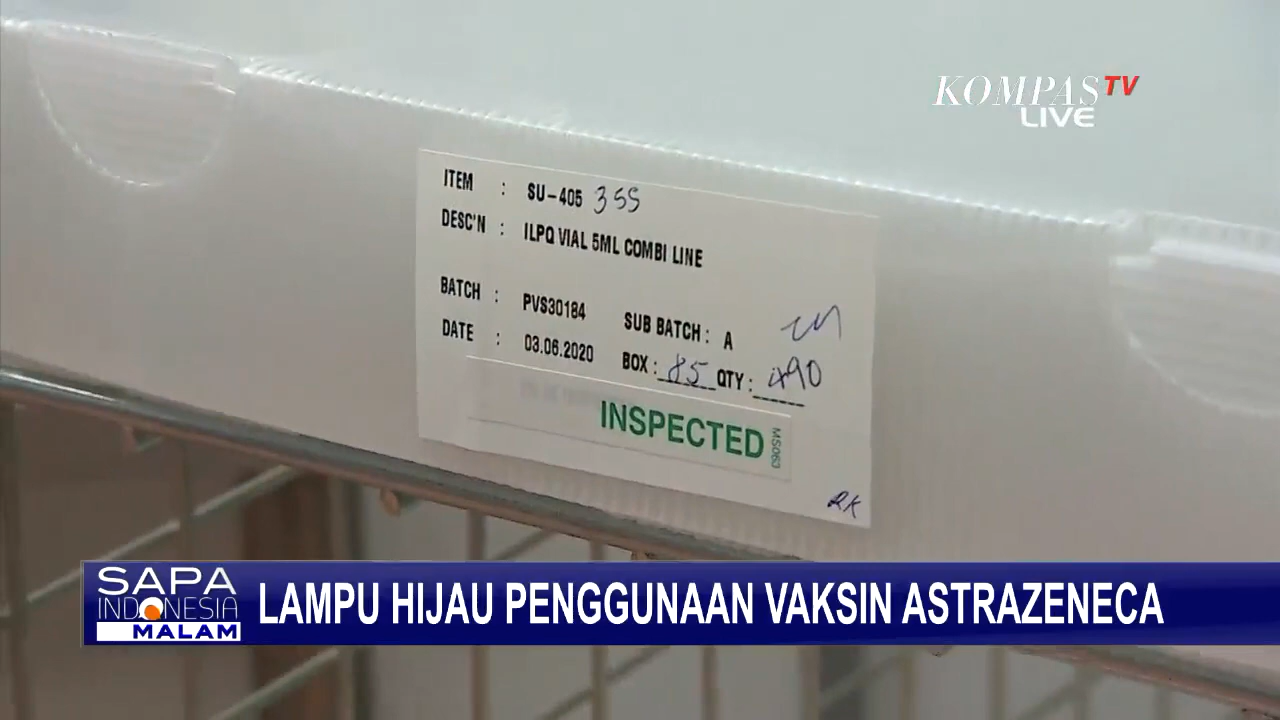 KOMPAS TV
LIVE
ITEM : SU-405 355
DESC'N : ILPQ VIAL 5ML COMBI LINE
BATCH : PVS30184 SUB BATCH : A
DATE : 03.06.2020 BOX : 85 QTY : 490
INSPECTED
MS063
RK
SAPA
INDONESIA
MALAM
LAMPU HIJAU PENGGUNAAN VAKSIN ASTRAZENECA